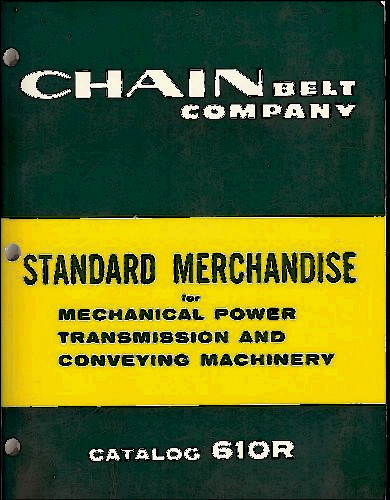 CHAIN BELT
COMPANY
STANDARD MERCHANDISE
for
MECHANICAL POWER
TRANSMISSION AND
CONVEYING MACHINERY
CATALOG 610R